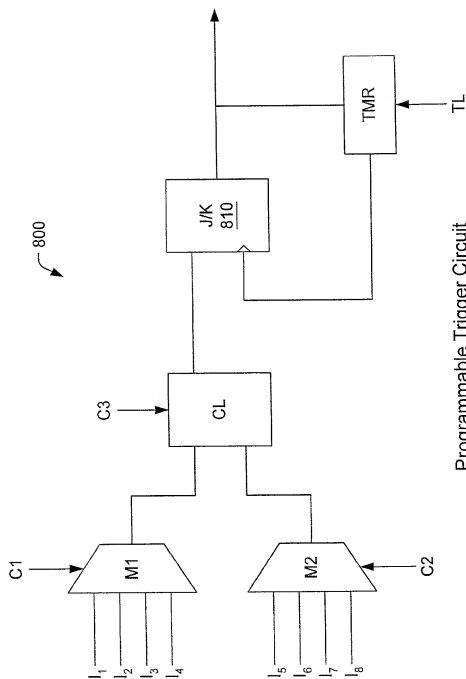 800
C1
I1
I2
I3
I4
M1
C3
CL
J/K
810
TMR
TL
I5
I6
I7
I8
M2
C2
Programmable Trigger Circuit